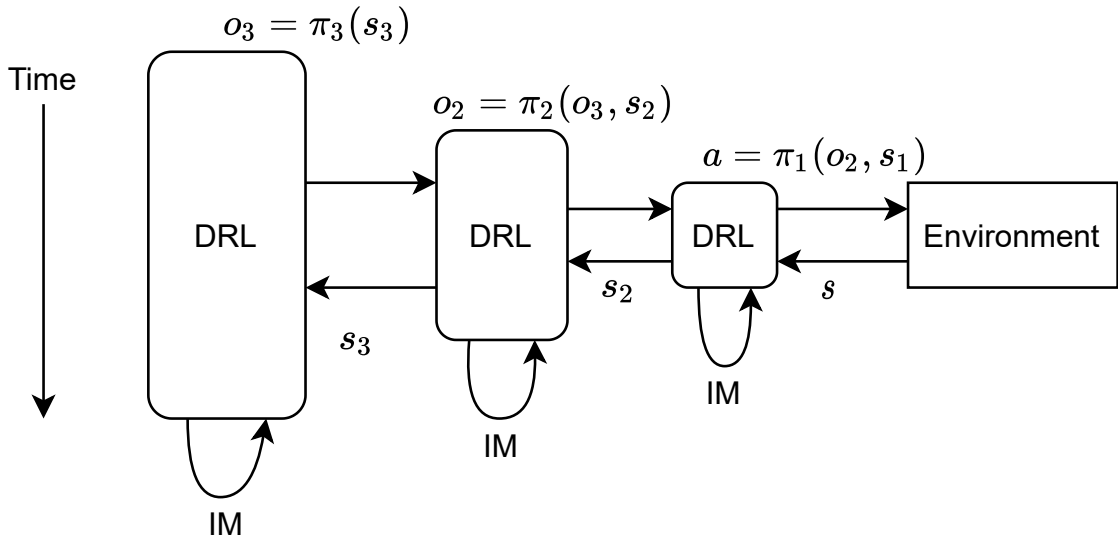 o₃ = π₃(s₃)
Time
o₂ = π₂(o₃, s₂)
a = π₁(o₂, s₁)
DRL
DRL
DRL
Environment
s₂
s
s₃
IM
IM
IM